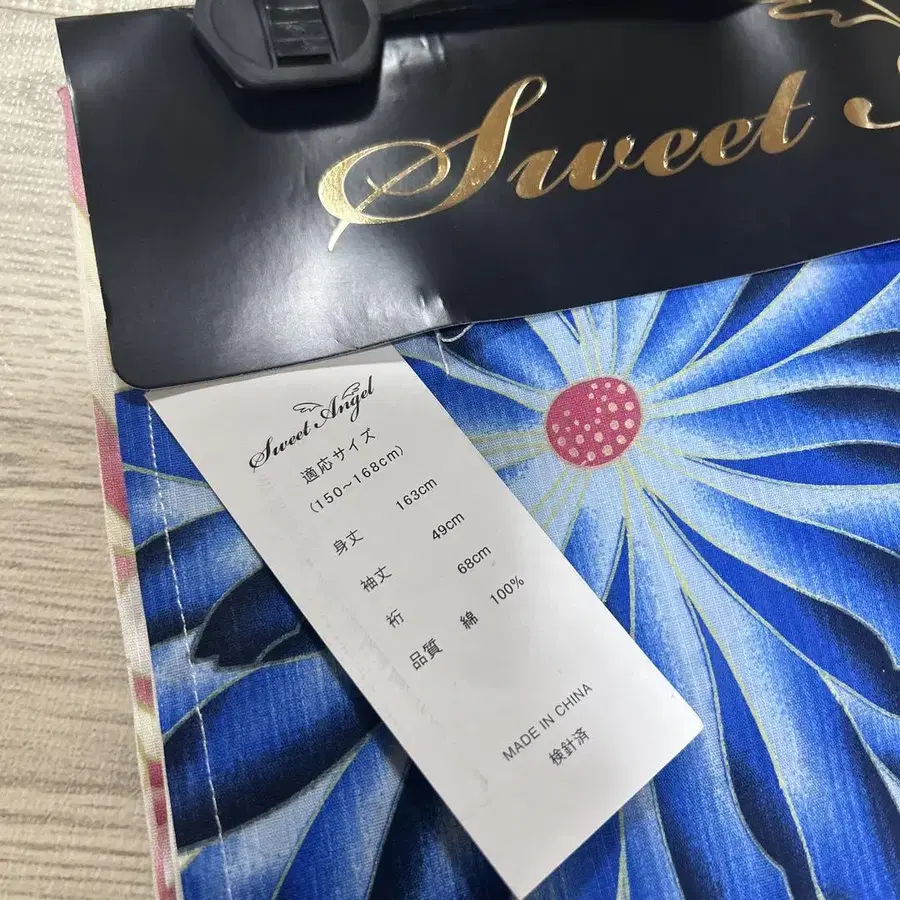 Sweet
Sweet Angel
適応サイズ
(150~168cm)
身丈 163cm
袖丈 49cm
裄 68cm
品質 綿 100%
MADE IN CHINA
検針済